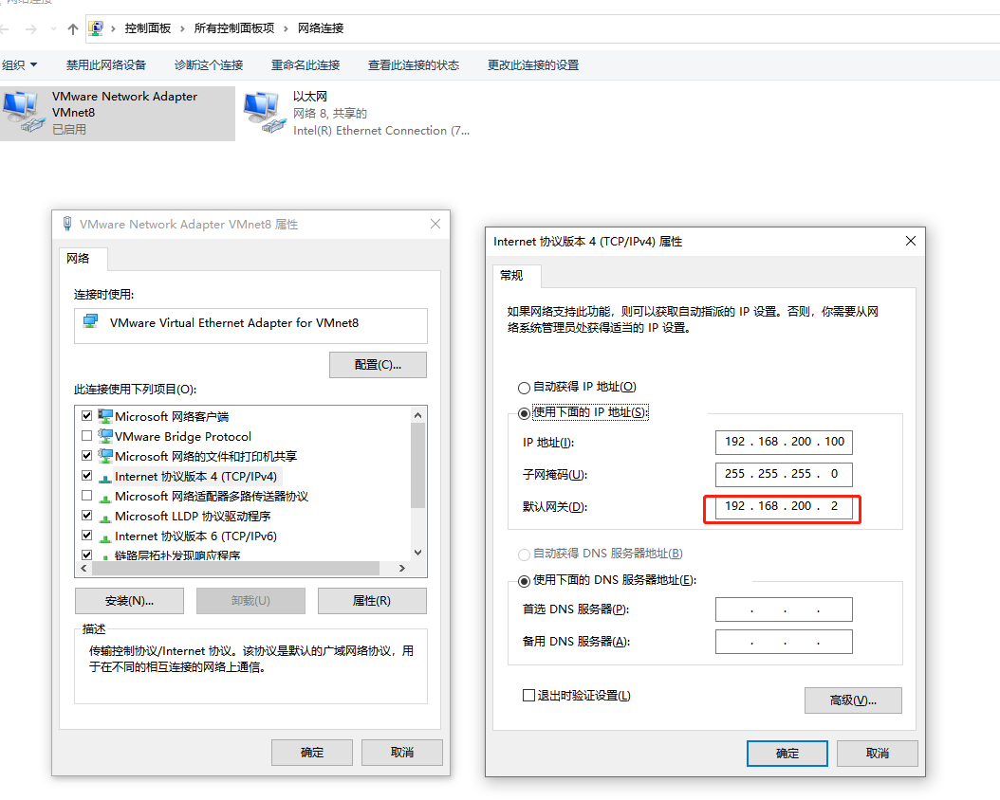 控制面板 › 所有控制面板项 › 网络连接
组织 禁用此网络设备 诊断这个连接 重命名此连接 查看此连接的状态 更改此连接的设置
VMware Network Adapter
VMnet8
已启用
以太网
网络 8, 共享的
Intel(R) Ethernet Connection (7...
VMware Network Adapter VMnet8 属性
网络
连接时使用:
VMware Virtual Ethernet Adapter for VMnet8
配置(C)...
此连接使用下列项目(O):
Microsoft 网络客户端
VMware Bridge Protocol
Microsoft 网络的文件和打印机共享
Internet 协议版本 4 (TCP/IPv4)
Microsoft 网络适配器多路传送器协议
Microsoft LLDP 协议驱动程序
Internet 协议版本 6 (TCP/IPv6)
链路层拓扑发现响应程序
安装(N)... 卸载(U) 属性(R)
描述
传输控制协议/Internet 协议。该协议是默认的广域网络协议，用
于在不同的相互连接的网络上通信。
确定 取消
Internet 协议版本 4 (TCP/IPv4) 属性
常规
如果网络支持此功能，则可以获取自动指派的 IP 设置。否则，你需要从网
络系统管理员处获得适当的 IP 设置。
自动获得 IP 地址(O)
使用下面的 IP 地址(S):
IP 地址(I): 192 . 168 . 200 . 100
子网掩码(U): 255 . 255 . 255 . 0
默认网关(D): 192 . 168 . 200 . 2
自动获得 DNS 服务器地址(B)
使用下面的 DNS 服务器地址(E):
首选 DNS 服务器(P): . . .
备用 DNS 服务器(A): . . .
退出时验证设置(L)
高级(V)...
确定 取消